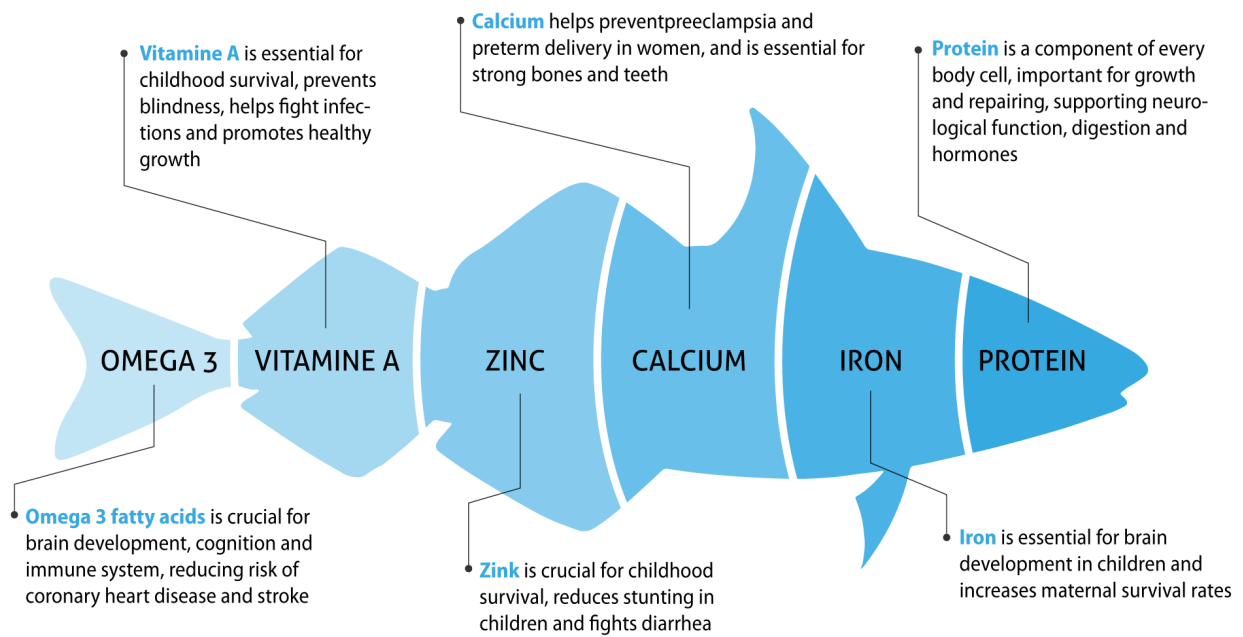 Calcium helps preventpreeclampsia and
preterm delivery in women, and is essential for
strong bones and teeth
Vitamine A is essential for
childhood survival, prevents
blindness, helps fight infec-
tions and promotes healthy
growth
Protein is a component of every
body cell, important for growth
and repairing, supporting neuro-
logical function, digestion and
hormones
OMEGA 3
VITAMINE A
ZINC
CALCIUM
IRON
PROTEIN
Omega 3 fatty acids is crucial for
brain development, cognition and
immune system, reducing risk of
coronary heart disease and stroke
Zink is crucial for childhood
survival, reduces stunting in
children and fights diarrhea
Iron is essential for brain
development in children and
increases maternal survival rates